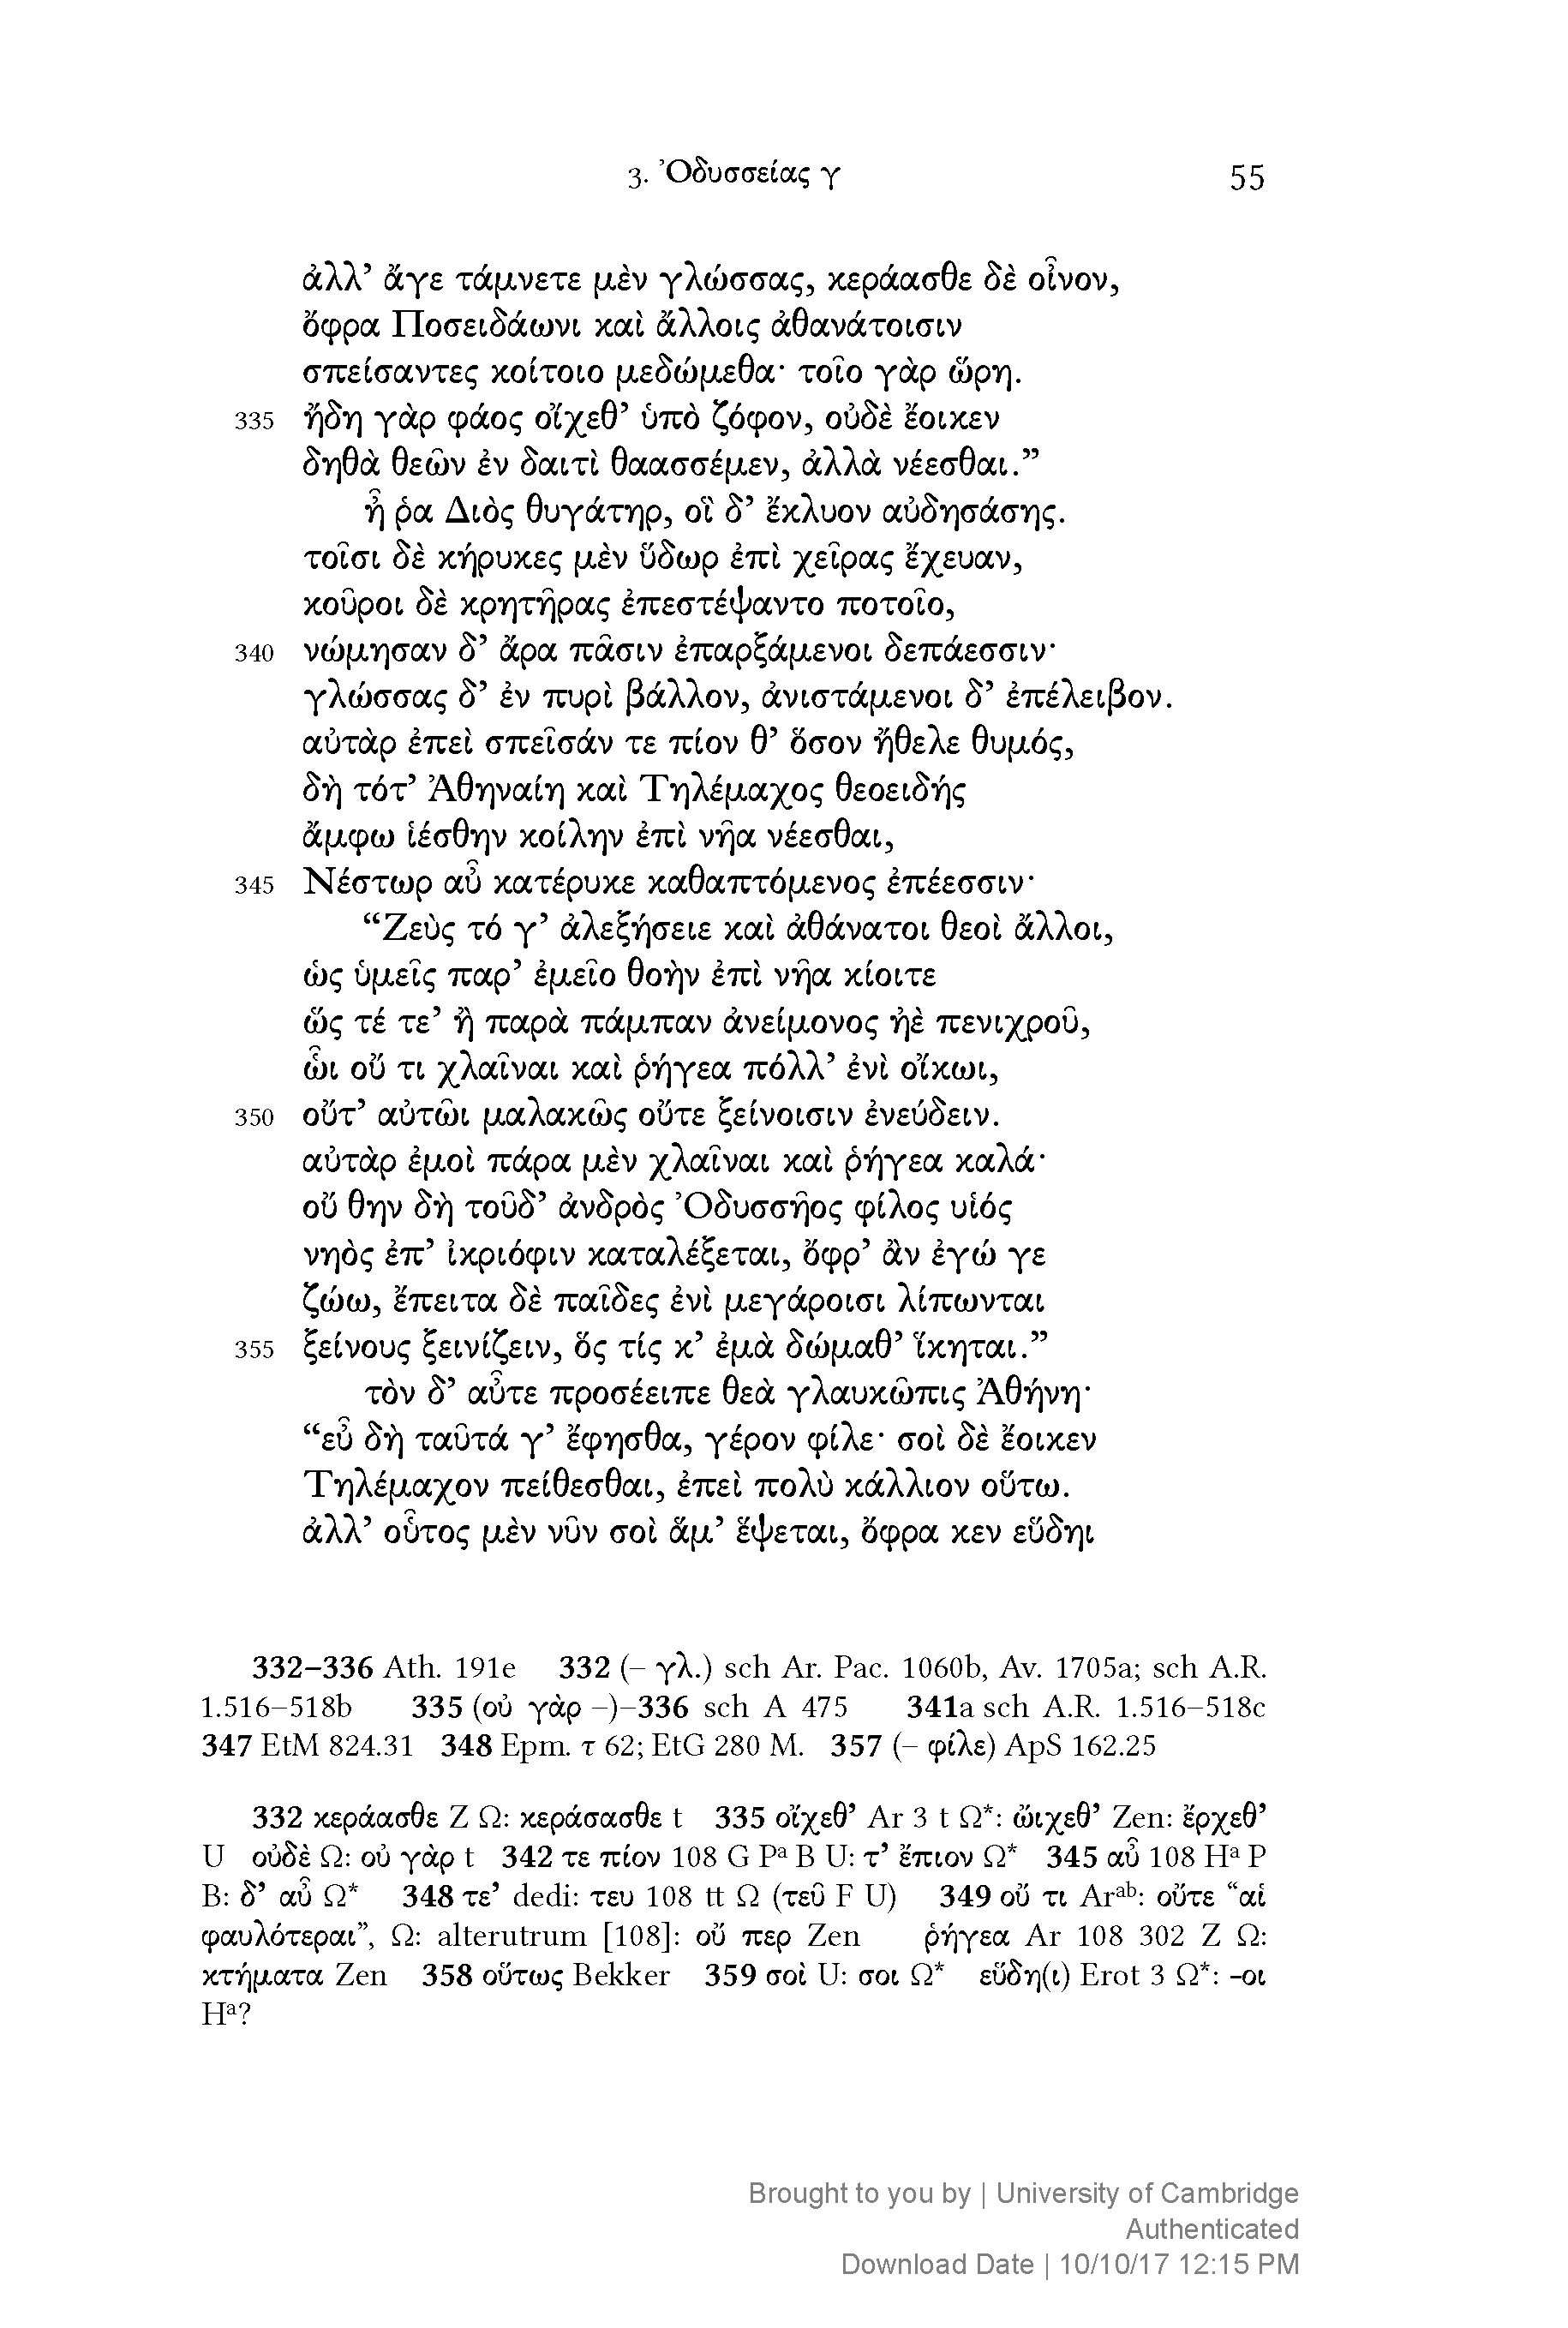 3. Ὀδυσσείας γ 55
ἀλλ’ ἄγε τάμνετε μὲν γλώσσας, κεράασθε δὲ οἶνον,
ὄφρα Ποσειδάωνι καὶ ἄλλοις ἀθανάτοισιν
σπείσαντες κοίτοιο μεδώμεθα· τοῖο γὰρ ὥρη.
335 ἤδη γὰρ φάος οἴχεθ’ ὑπὸ ζόφον, οὐδὲ ἔοικεν
δηθὰ θεῶν ἐν δαιτὶ θαασσέμεν, ἀλλὰ νέεσθαι.”
ἦ ῥα Διὸς θυγάτηρ, οἳ δ’ ἔκλυον αὐδησάσης.
τοῖσι δὲ κήρυκες μὲν ὕδωρ ἐπὶ χεῖρας ἔχευαν,
κοῦροι δὲ κρητῆρας ἐπεστέψαντο ποτοῖο,
340 νώμησαν δ’ ἄρα πᾶσιν ἐπαρξάμενοι δεπάεσσιν·
γλώσσας δ’ ἐν πυρὶ βάλλον, ἀνιστάμενοι δ’ ἐπέλειβον.
αὐτὰρ ἐπεὶ σπεῖσάν τε πίον θ’ ὅσον ἤθελε θυμός,
δὴ τότ’ Ἀθηναίη καὶ Τηλέμαχος θεοειδής
ἄμφω ἱέσθην κοίλην ἐπὶ νῆα νέεσθαι,
345 Νέστωρ αὖ κατέρυκε καθαπτόμενος ἐπέεσσιν·
“Ζεὺς τό γ’ ἀλεξήσειε καὶ ἀθάνατοι θεοὶ ἄλλοι,
ὡς ὑμεῖς παρ’ ἐμεῖο θοὴν ἐπὶ νῆα κίοιτε
ὥς τέ τε’ ἢ παρὰ πάμπαν ἀνείμονος ἠὲ πενιχροῦ,
ὧι οὔ τι χλαῖναι καὶ ῥήγεα πόλλ’ ἐνὶ οἴκωι,
350 οὔτ’ αὐτῶι μαλακῶς οὔτε ξείνοισιν ἐνεύδειν.
αὐτὰρ ἐμοὶ πάρα μὲν χλαῖναι καὶ ῥήγεα καλά·
οὔ θην δὴ τοῦδ’ ἀνδρὸς Ὀδυσσῆος φίλος υἱός
νηὸς ἐπ’ ἰκριόφιν καταλέξεται, ὄφρ’ ἂν ἐγώ γε
ζώω, ἔπειτα δὲ παῖδες ἐνὶ μεγάροισι λίπωνται
355 ξείνους ξεινίζειν, ὅς τίς κ’ ἐμὰ δώμαθ’ ἵκηται.”
τὸν δ’ αὖτε προσέειπε θεὰ γλαυκῶπις Ἀθήνη·
“εὖ δὴ ταῦτά γ’ ἔφησθα, γέρον φίλε· σοὶ δὲ ἔοικεν
Τηλέμαχον πείθεσθαι, ἐπεὶ πολὺ κάλλιον οὕτω.
ἀλλ’ οὗτος μὲν νῦν σοὶ ἅμ’ ἕψεται, ὄφρα κεν εὕδηι
332–336 Ath. 191e 332 (– γλ.) sch Ar. Pac. 1060b, Av. 1705a; sch A.R.
1.516–518b 335 (οὐ γὰρ –)–336 sch A 475 341a sch A.R. 1.516–518c
347 EtM 824.31 348 Epm. τ 62; EtG 280 M. 357 (– φίλε) ApS 162.25
332 κεράασθε Z Ω: κεράσασθε t 335 οἴχεθ’ Ar 3 t Ω*: ὤιχεθ’ Zen: ἔρχεθ’
U οὐδὲ Ω: οὐ γὰρ t 342 τε πίον 108 G Pᵃ B U: τ’ ἔπιον Ω* 345 αὖ 108 Hᵃ P
B: δ’ αὖ Ω* 348 τε’ dedi: τευ 108 tt Ω (τεῦ F U) 349 οὔ τι Arᵃᵇ: οὔτε “αἱ
φαυλότεραι”, Ω: alterutrum [108]: οὔ περ Zen ῥήγεα Ar 108 302 Z Ω:
κτήματα Zen 358 οὕτως Bekker 359 σοὶ U: σοι Ω* εὕδη(ι) Erot 3 Ω*: -οι
Hᵃ?
Brought to you by | University of Cambridge
Authenticated
Download Date | 10/10/17 12:15 PM